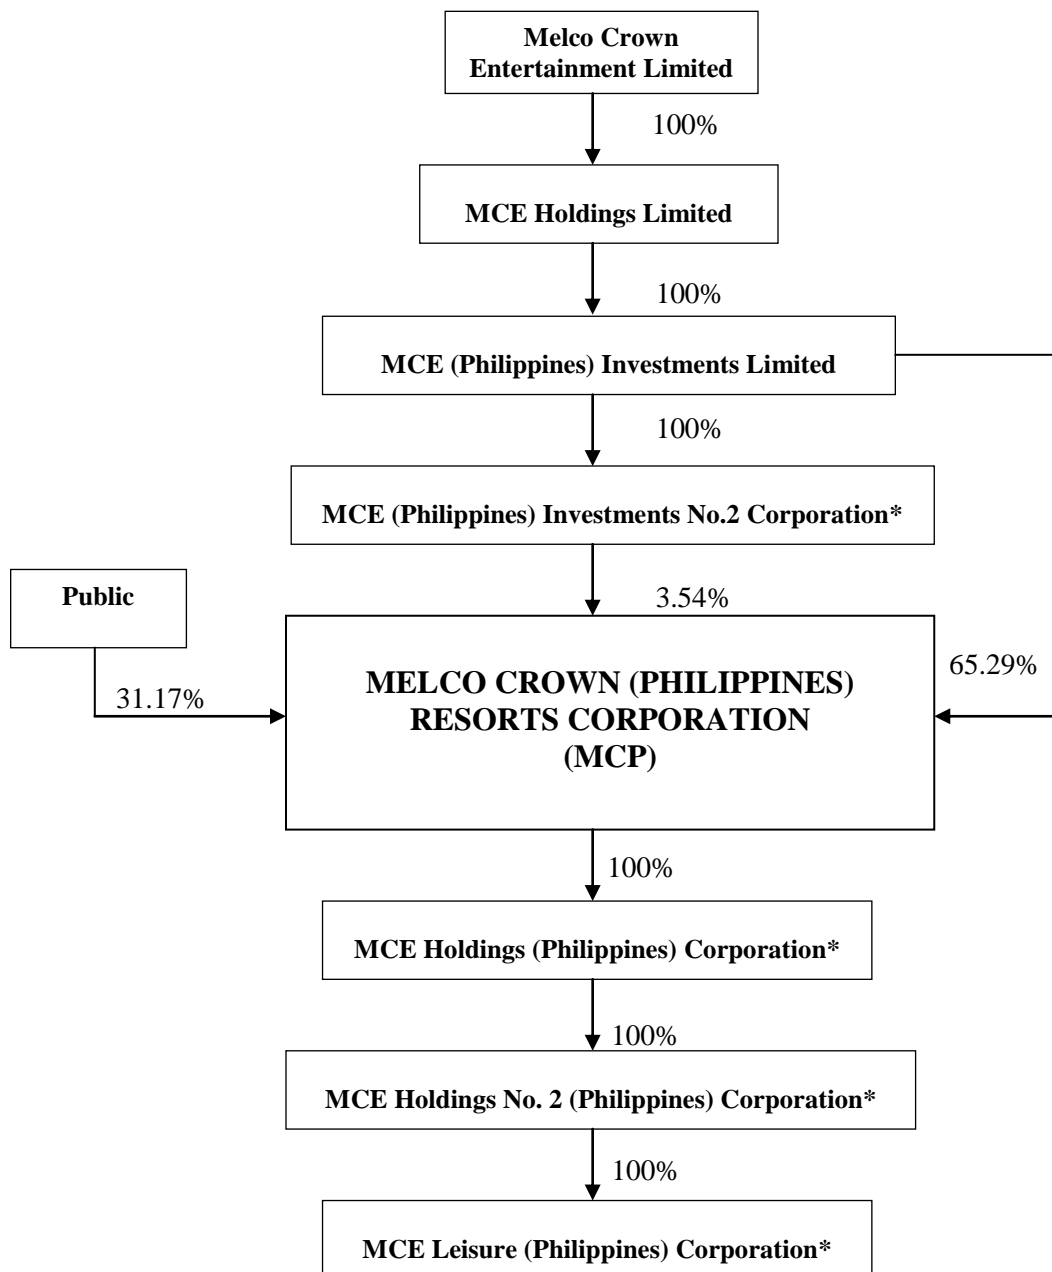 Melco Crown
Entertainment Limited
100%
MCE Holdings Limited
100%
MCE (Philippines) Investments Limited
100%
MCE (Philippines) Investments No.2 Corporation*
Public
3.54%
31.17%
MELCO CROWN (PHILIPPINES)
RESORTS CORPORATION
(MCP)
65.29%
100%
MCE Holdings (Philippines) Corporation*
100%
MCE Holdings No. 2 (Philippines) Corporation*
100%
MCE Leisure (Philippines) Corporation*